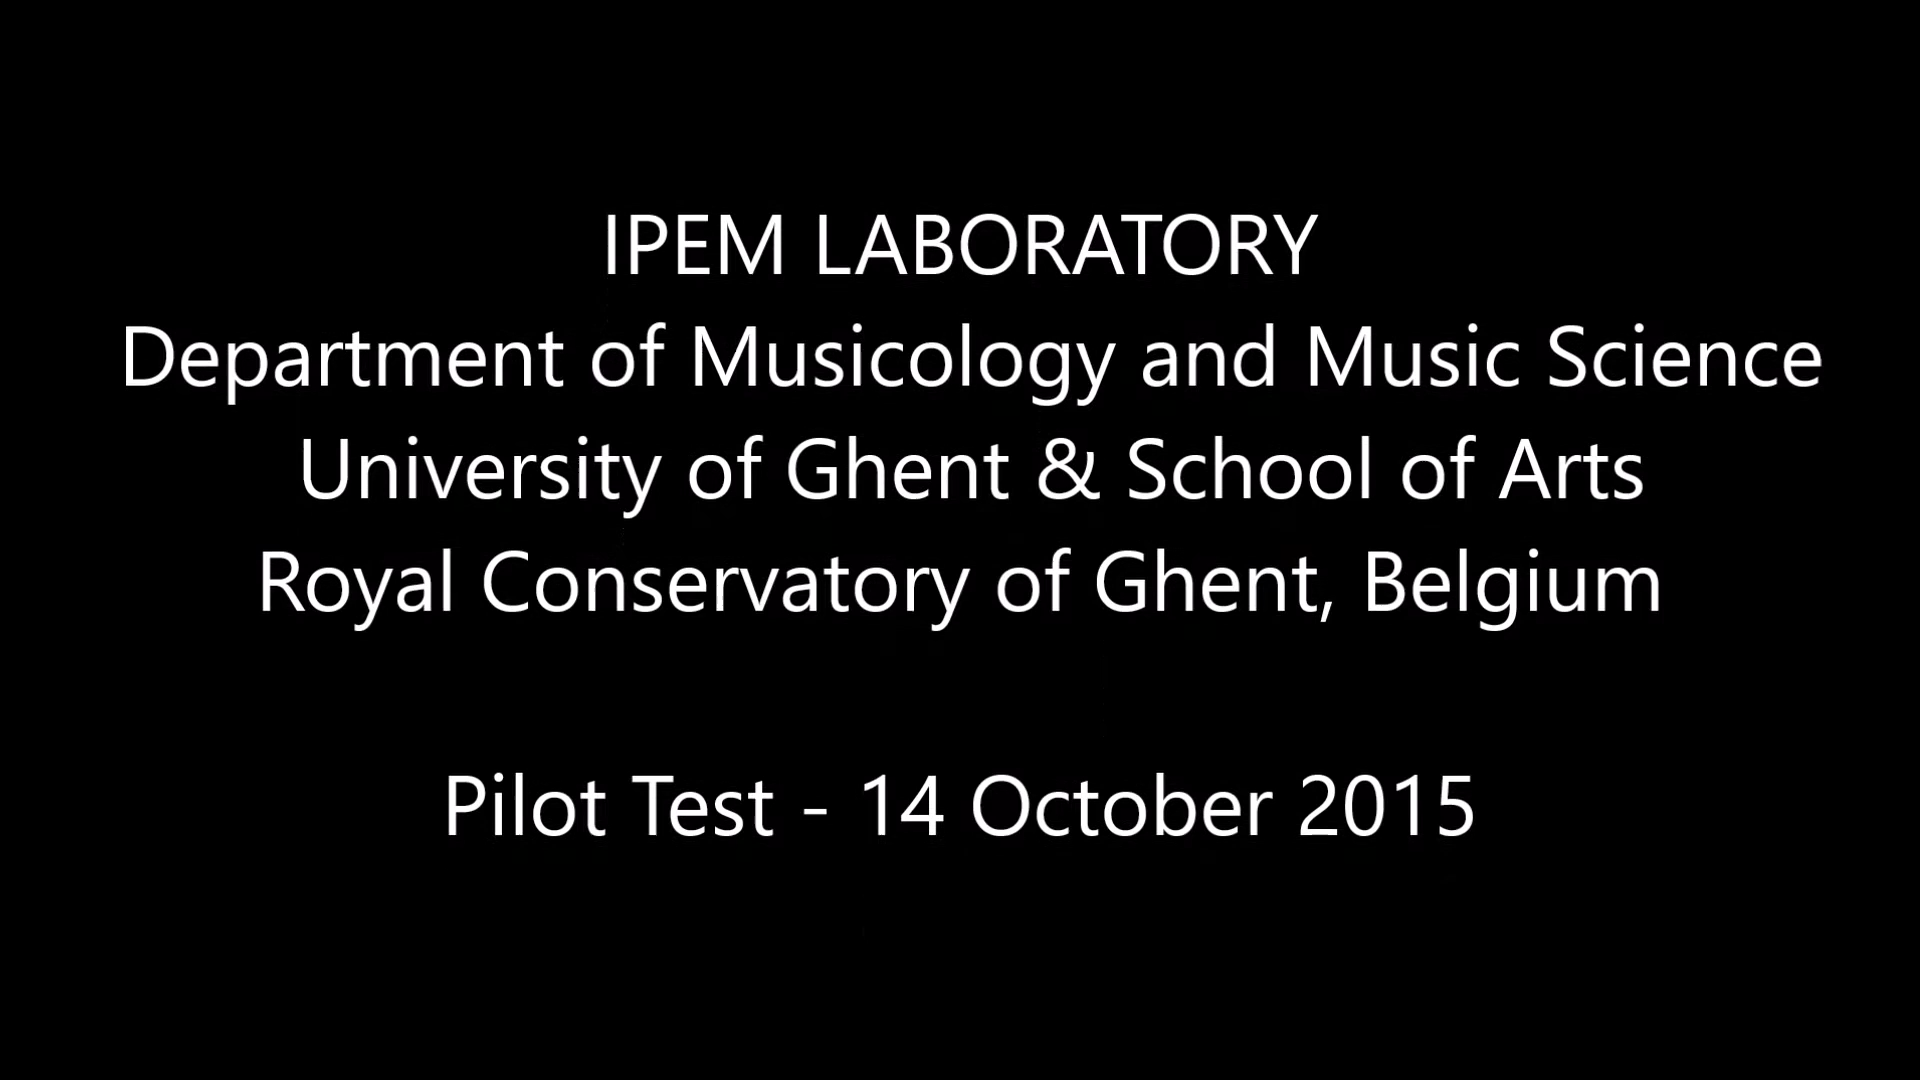 IPEM LABORATORY
Department of Musicology and Music Science
University of Ghent & School of Arts
Royal Conservatory of Ghent, Belgium
Pilot Test - 14 October 2015